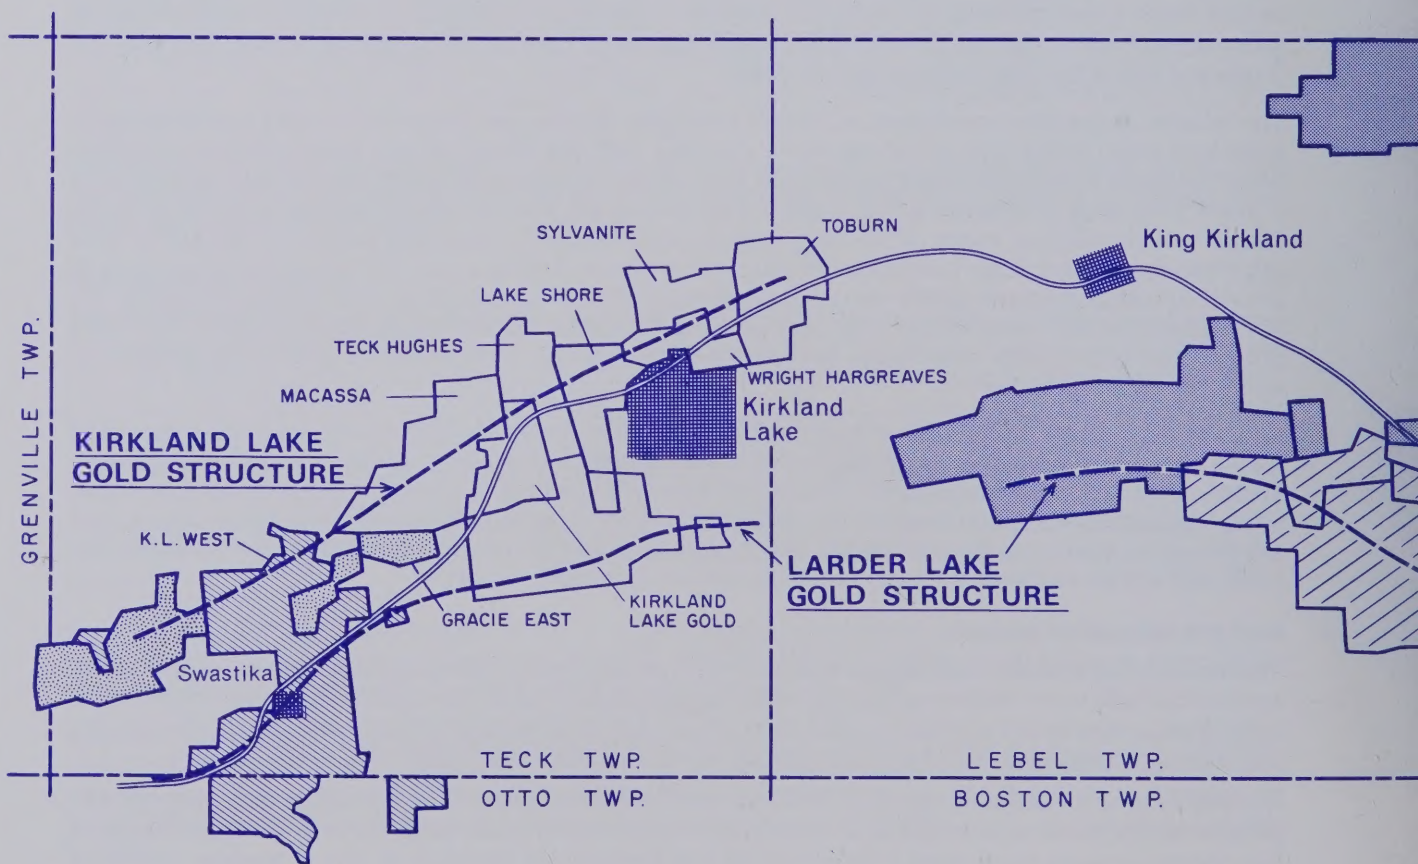 SYLVANITE
TOBURN
King Kirkland
LAKE SHORE
TECK HUGHES
MACASSA
WRIGHT HARGREAVES
Kirkland
Lake
GRENVILLE TWP.
KIRKLAND LAKE
GOLD STRUCTURE
K.L. WEST
LARDER LAKE
GOLD STRUCTURE
GRACIE EAST
KIRKLAND
LAKE GOLD
Swastika
TECK TWP.
LEBEL TWP.
OTTO TWP.
BOSTON TWP.